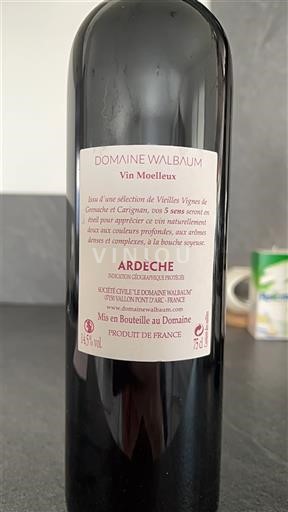 DOMAINE WALBAUM
Vin Moelleux
Issu d'une sélection de Vieilles Vignes de
Grenache et Carignan, vos 5 sens seront en
éveil pour apprécier ce vin naturellement
doux aux couleurs profondes, aux arômes
denses et complexes, à la bouche soyeuse.
VINIOU
ARDÈCHE
INDICATION GÉOGRAPHIQUE PROTÉGÉE
SOCIÉTÉ CIVILE "LE DOMAINE WALBAUM"
07150 VALLON PONT D'ARC - FRANCE
www.domainewalbaum.com
Mis en Bouteille au Domaine
14,5% vol. PRODUIT DE FRANCE 75 cl